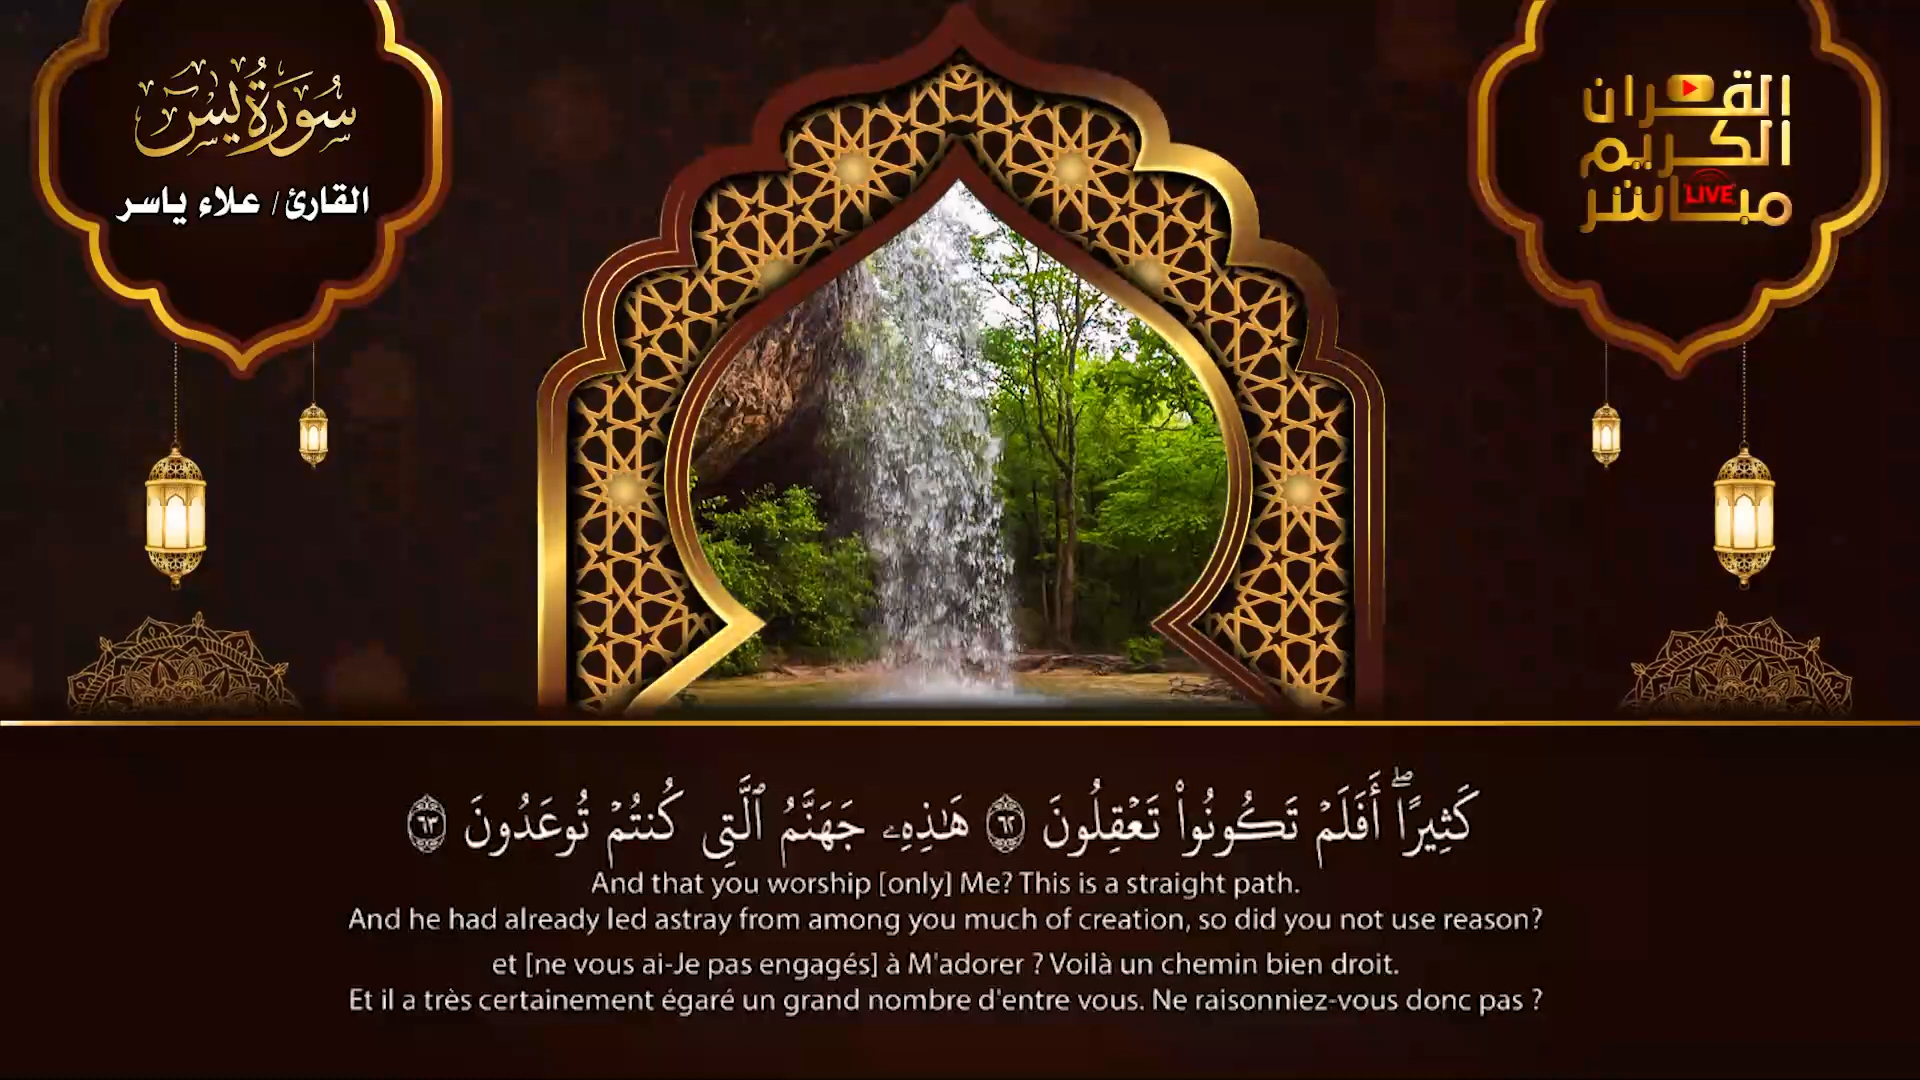 سُورَةُ يسٓ
القارئ/ علاء ياسر
القران
الكريم
مباشر
LIVE
كَثِيرًاۖ أَفَلَمۡ تَكُونُواْ تَعۡقِلُونَ ٦٢ هَٰذِهِۦ جَهَنَّمُ ٱلَّتِي كُنتُمۡ تُوعَدُونَ ٦٣
And that you worship [only] Me? This is a straight path.
And he had already led astray from among you much of creation, so did you not use reason?
et [ne vous ai-Je pas engagés] à M'adorer ? Voilà un chemin bien droit.
Et il a très certainement égaré un grand nombre d'entre vous. Ne raisonniez-vous donc pas ?